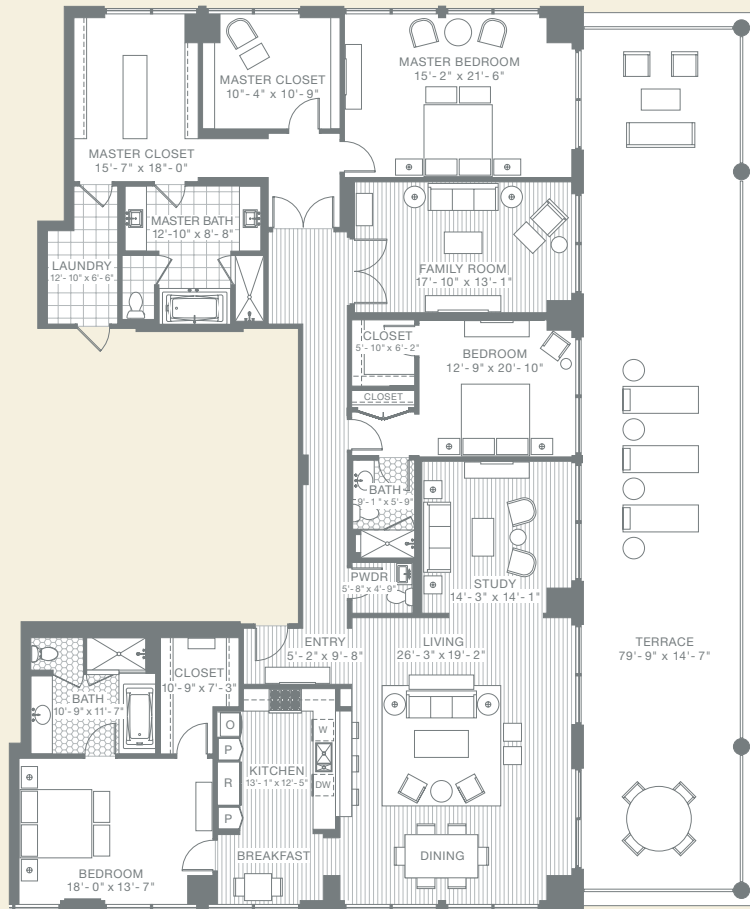 MASTER CLOSET
10"- 4" x 10'- 9"
MASTER BEDROOM
15'- 2" x 21'- 6"
MASTER CLOSET
15'- 7" x 18"- 0"
MASTER BATH
12'-10" x 8'- 8"
LAUNDRY
12'- 10" x 6'- 6"
FAMILY ROOM
17'- 10" x 13'- 1"
CLOSET
5'- 10" x 6'- 2"
BEDROOM
12'- 9" x 20'- 10"
CLOSET
BATH
9'- 1" x 5'- 9"
PWDR
5'- 8" x 4'- 9"
STUDY
14'- 3" x 14'- 1"
ENTRY
5'- 2" x 9'- 8"
LIVING
26'- 3" x 19'- 2"
TERRACE
79'- 9" x 14'- 7"
CLOSET
10'- 9" x 7'- 3"
BATH
10'- 9" x 11'- 7"
O
P
R
P
W
DW
KITCHEN
13'- 1" x 12'- 5"
BREAKFAST
DINING
BEDROOM
18'- 0" x 13'- 7"